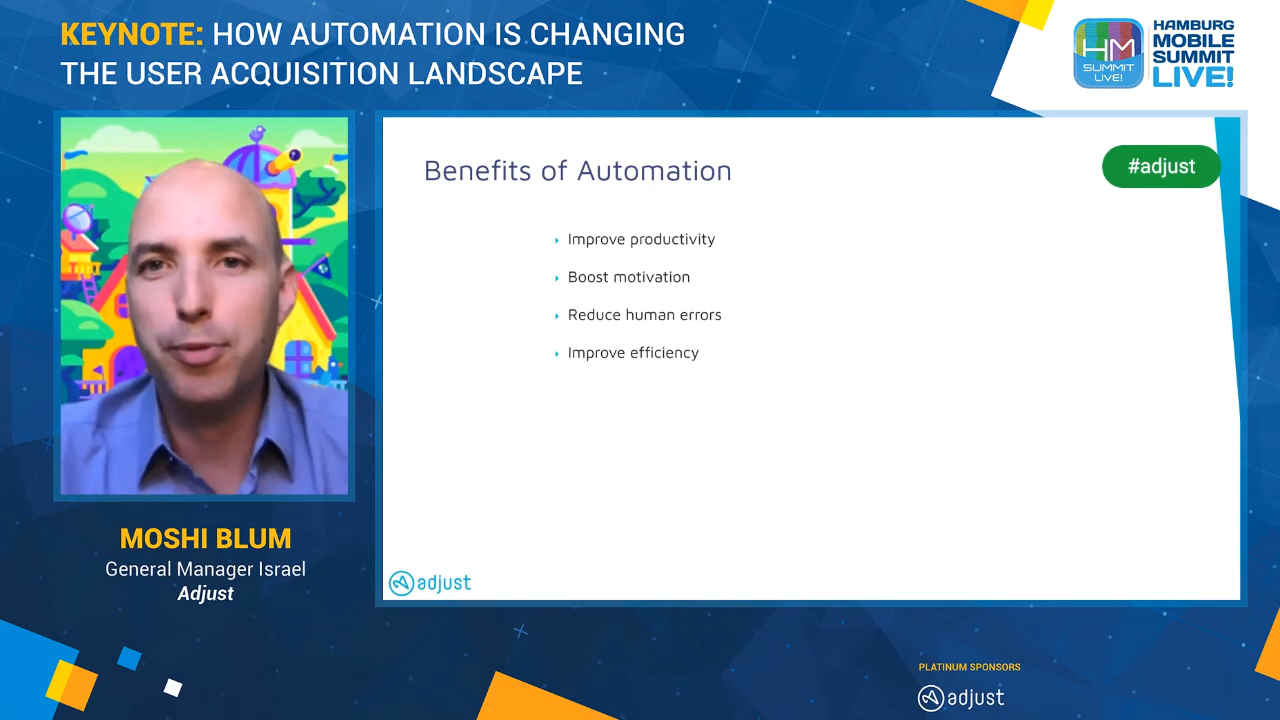 KEYNOTE: HOW AUTOMATION IS CHANGING
THE USER ACQUISITION LANDSCAPE
HM
SUMMIT
LIVE!
HAMBURG
MOBILE
SUMMIT
LIVE!
Benefits of Automation
#adjust
Improve productivity
Boost motivation
Reduce human errors
Improve efficiency
adjust
MOSHI BLUM
General Manager Israel
Adjust
PLATINUM SPONSORS
adjust